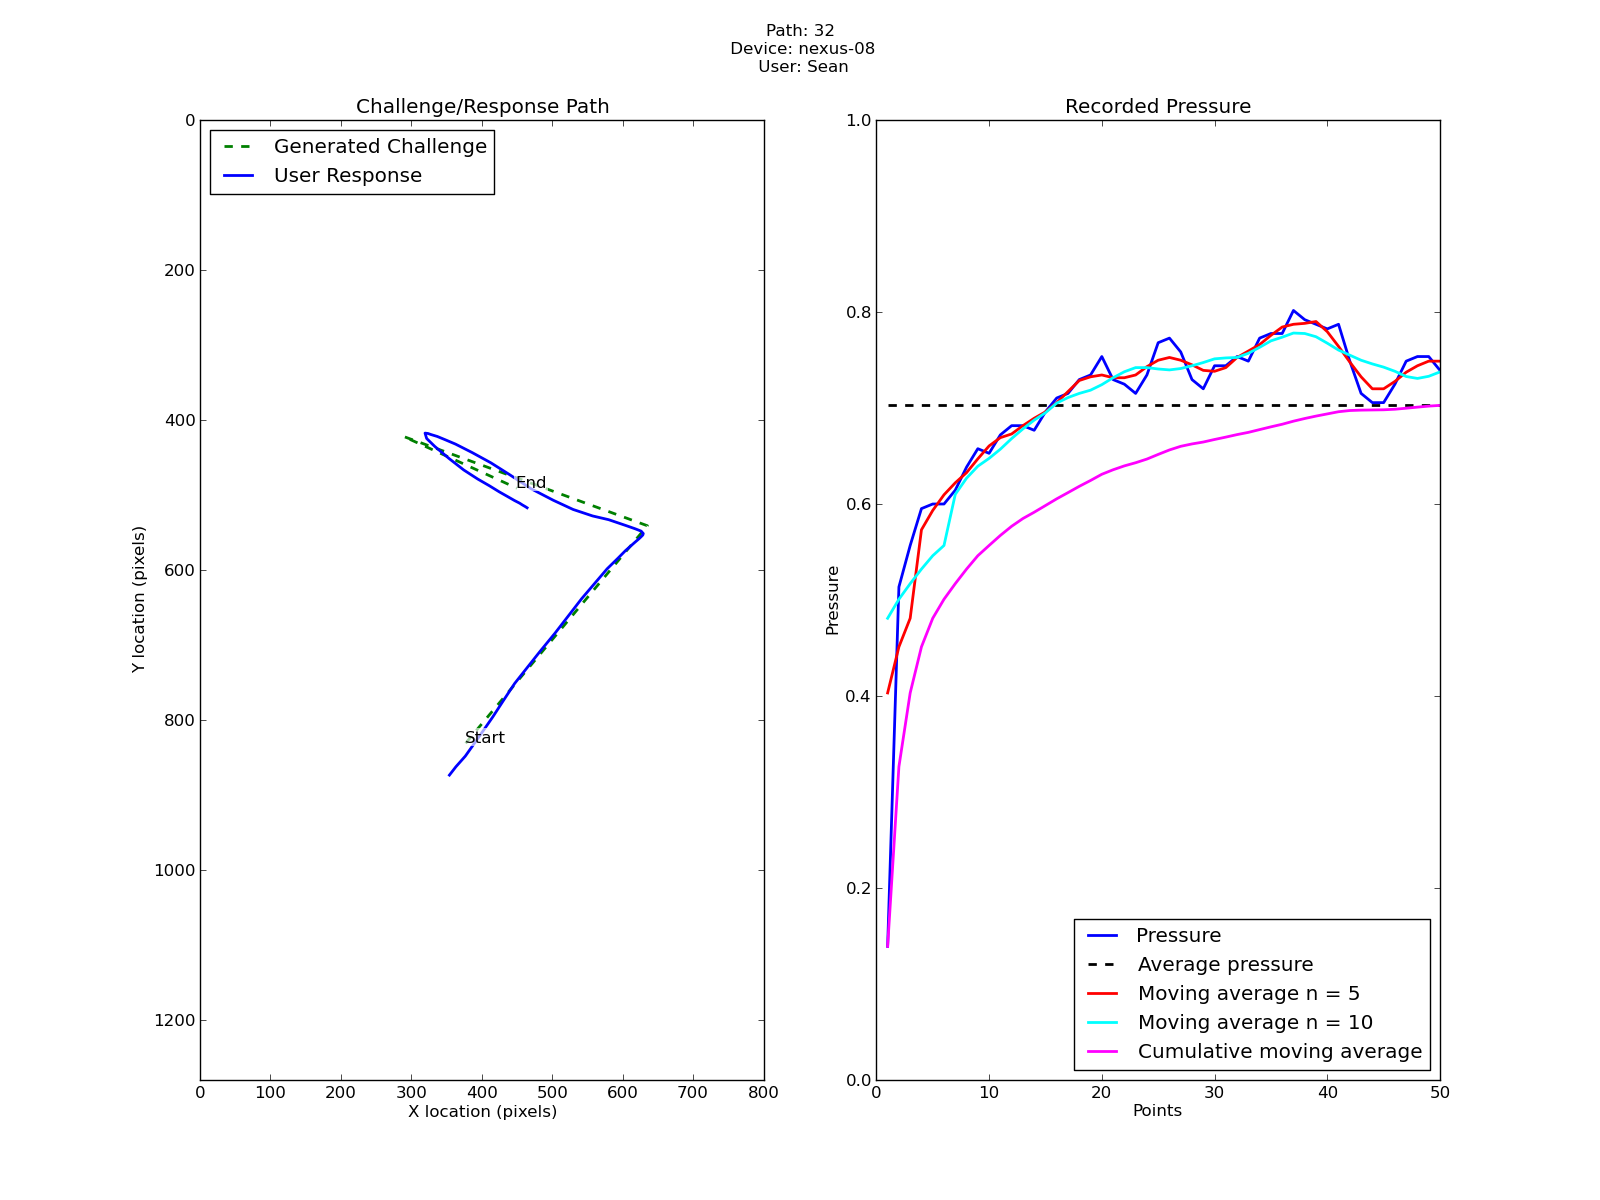 Path: 32
Device: nexus-08
User: Sean
Challenge/Response Path
Generated Challenge
User Response
0
200
400
600
800
1000
1200
Y location (pixels)
End
Start
0 100 200 300 400 500 600 700 800
X location (pixels)
Recorded Pressure
1.0
0.8
0.6
0.4
0.2
0.0
Pressure
Pressure
Average pressure
Moving average n = 5
Moving average n = 10
Cumulative moving average
0 10 20 30 40 50
Points